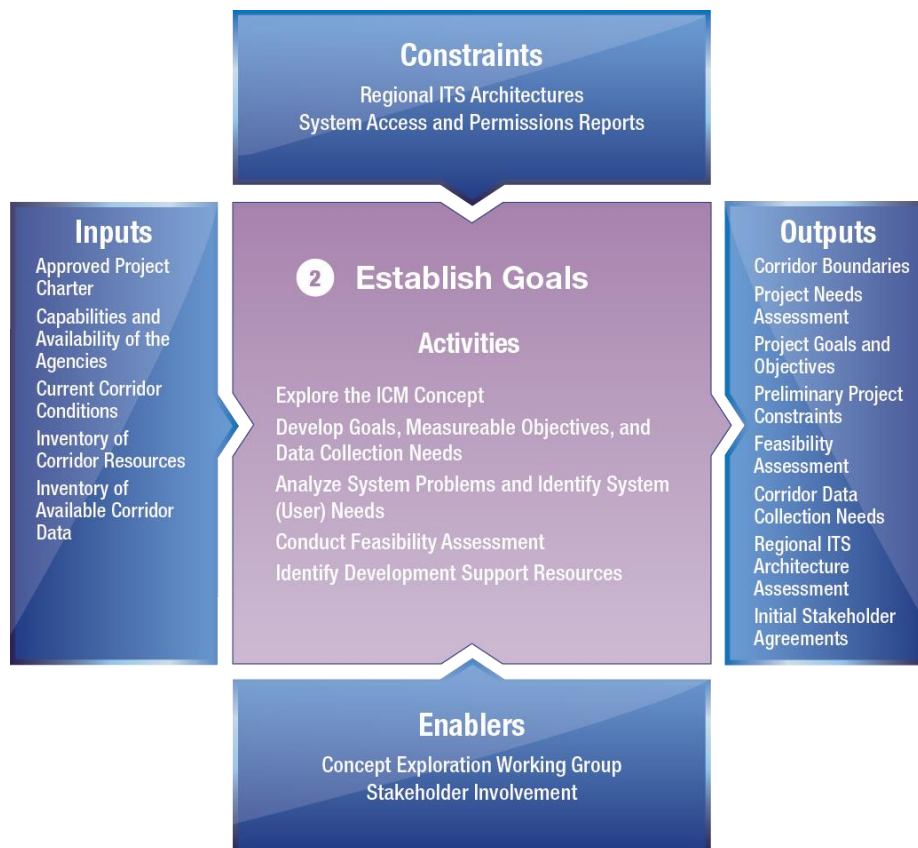 Constraints
Regional ITS Architectures
System Access and Permissions Reports
Inputs
Approved Project
Charter
Capabilities and
Availability of the
Agencies
Current Corridor
Conditions
Inventory of
Corridor Resources
Inventory of
Available Corridor
Data
2 Establish Goals
Activities
Explore the ICM Concept
Develop Goals, Measureable Objectives, and
Data Collection Needs
Analyze System Problems and Identify System
(User) Needs
Conduct Feasibility Assessment
Identify Development Support Resources
Outputs
Corridor Boundaries
Project Needs
Assessment
Project Goals and
Objectives
Preliminary Project
Constraints
Feasibility
Assessment
Corridor Data
Collection Needs
Regional ITS
Architecture
Assessment
Initial Stakeholder
Agreements
Enablers
Concept Exploration Working Group
Stakeholder Involvement